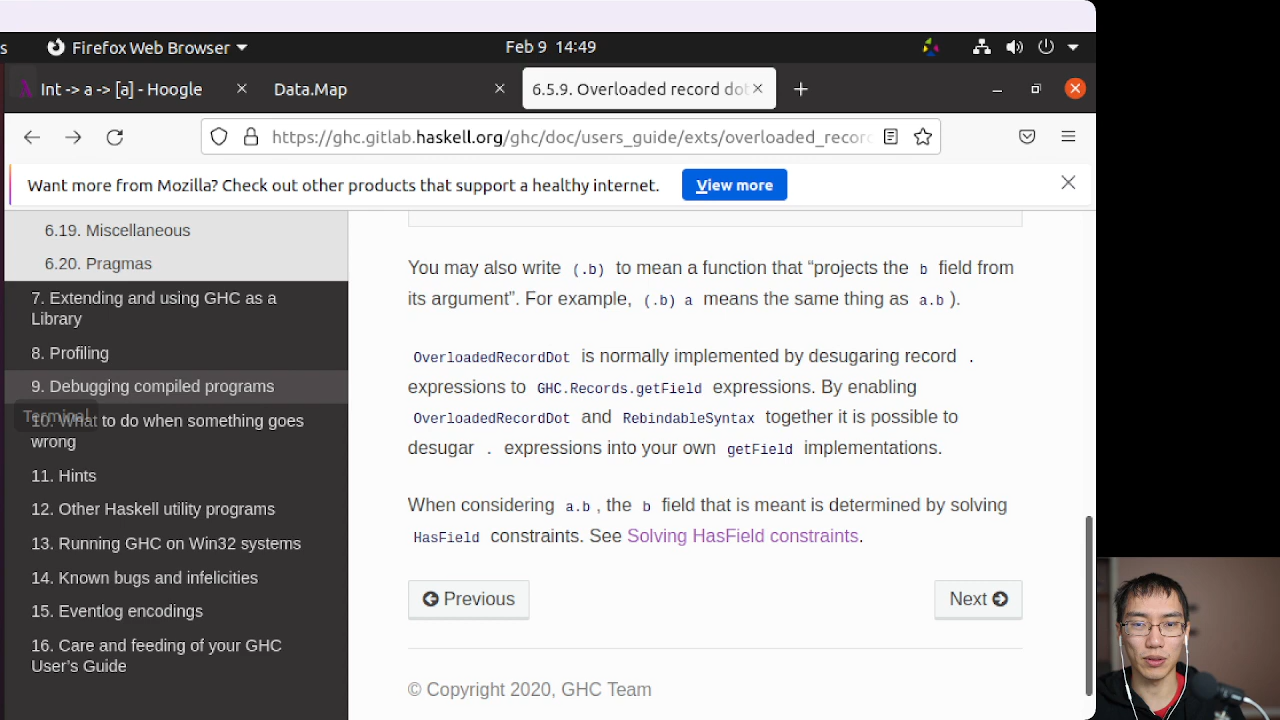 s
Firefox Web Browser
Feb 9 14:49
Int -> a -> [a] - Hoogle
Data.Map
6.5.9. Overloaded record dot
https://ghc.gitlab.haskell.org/ghc/doc/users_guide/exts/overloaded_recor
Want more from Mozilla? Check out other products that support a healthy internet.
View more
6.19. Miscellaneous
6.20. Pragmas
7. Extending and using GHC as a
Library
8. Profiling
9. Debugging compiled programs
Terminal
10. What to do when something goes
wrong
11. Hints
12. Other Haskell utility programs
13. Running GHC on Win32 systems
14. Known bugs and infelicities
15. Eventlog encodings
16. Care and feeding of your GHC
User's Guide
You may also write (.b) to mean a function that “projects the b field from
its argument”. For example, (.b) a means the same thing as a.b ).
OverloadedRecordDot is normally implemented by desugaring record .
expressions to GHC.Records.getField expressions. By enabling
OverloadedRecordDot and RebindableSyntax together it is possible to
desugar . expressions into your own getField implementations.
When considering a.b , the b field that is meant is determined by solving
HasField constraints. See Solving HasField constraints.
Previous
Next
© Copyright 2020, GHC Team